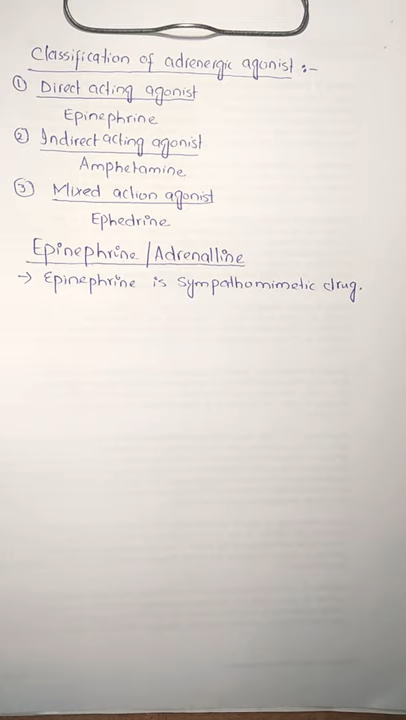 Classification of adrenergic agonist :-
① Direct acting agonist
Epinephrine
② Indirect acting agonist
Amphetamine
③ Mixed action agonist
Ephedrine
Epinephrine / Adrenalline
→ Epinephrine is sympathomimetic drug.